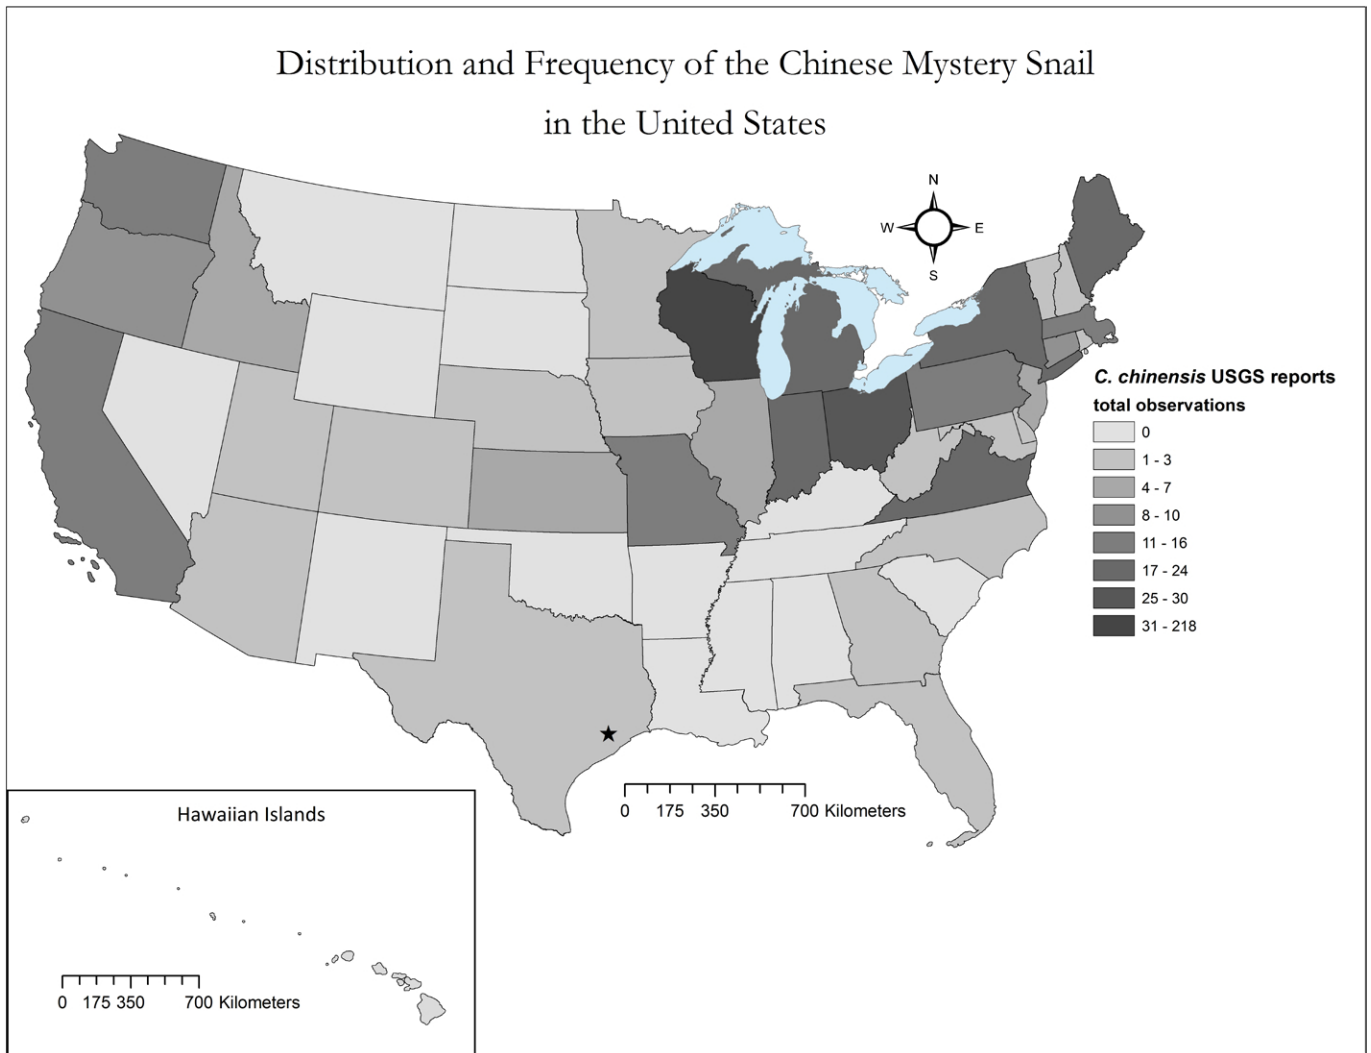 Distribution and Frequency of the Chinese Mystery Snail
in the United States
N
W E
S
C. chinensis USGS reports
total observations
0
1 - 3
4 - 7
8 - 10
11 - 16
17 - 24
25 - 30
31 - 218
0 175 350 700 Kilometers
Hawaiian Islands
0 175 350 700 Kilometers